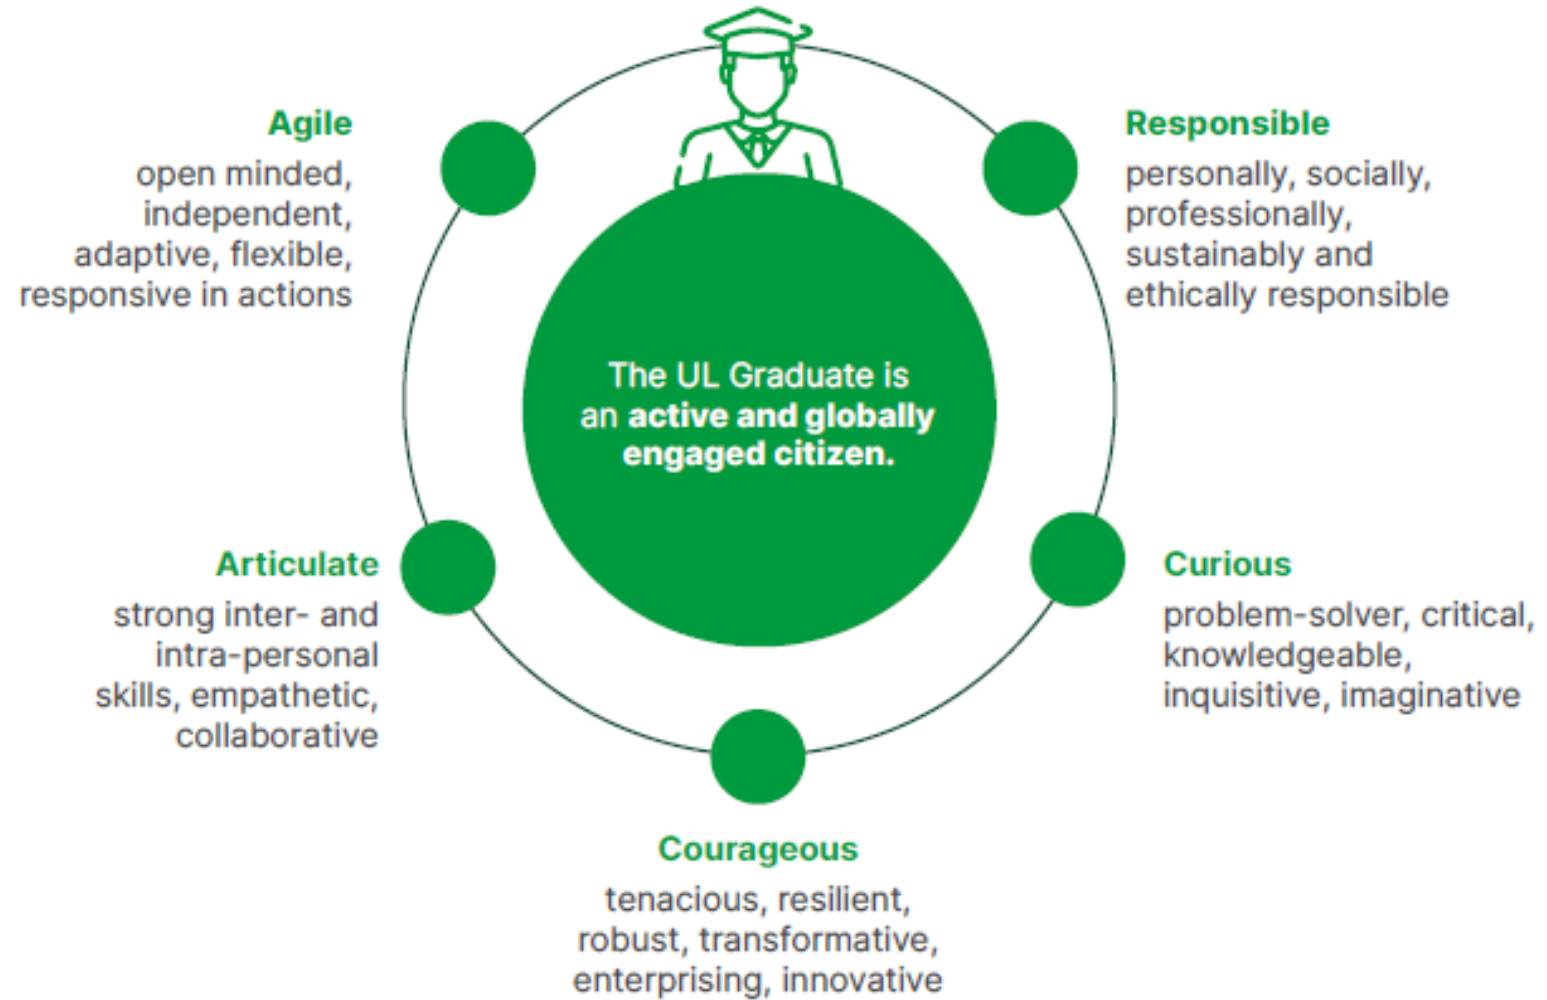 Agile
open minded,
independent,
adaptive, flexible,
responsive in actions
Responsible
personally, socially,
professionally,
sustainably and
ethically responsible
The UL Graduate is
an active and globally
engaged citizen.
Articulate
strong inter- and
intra-personal
skills, empathetic,
collaborative
Curious
problem-solver, critical,
knowledgeable,
inquisitive, imaginative
Courageous
tenacious, resilient,
robust, transformative,
enterprising, innovative